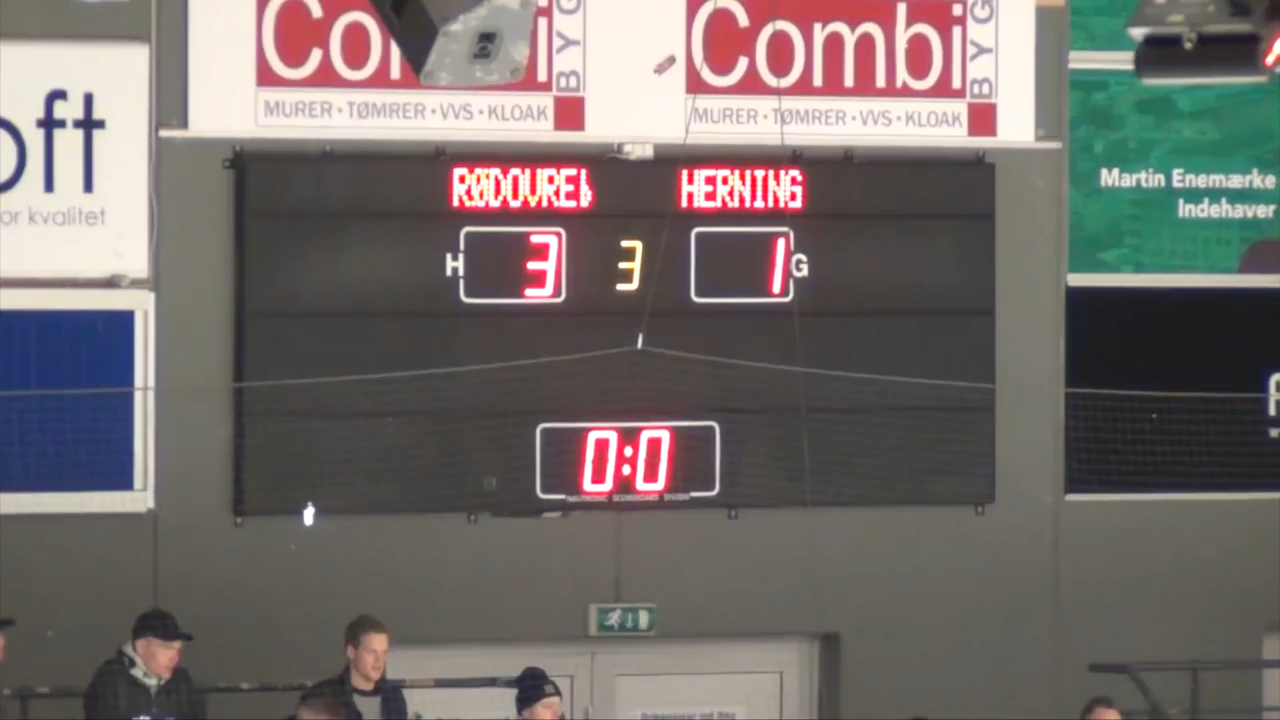 Combi BYG
MURER · TØMRER · VVS · KLOAK
Combi BYG
MURER · TØMRER · VVS · KLOAK
oft
or kvalitet
Martin Enemærke
Indehaver
RØDOVRE
HERNING
H 3 3 1 G
0:0